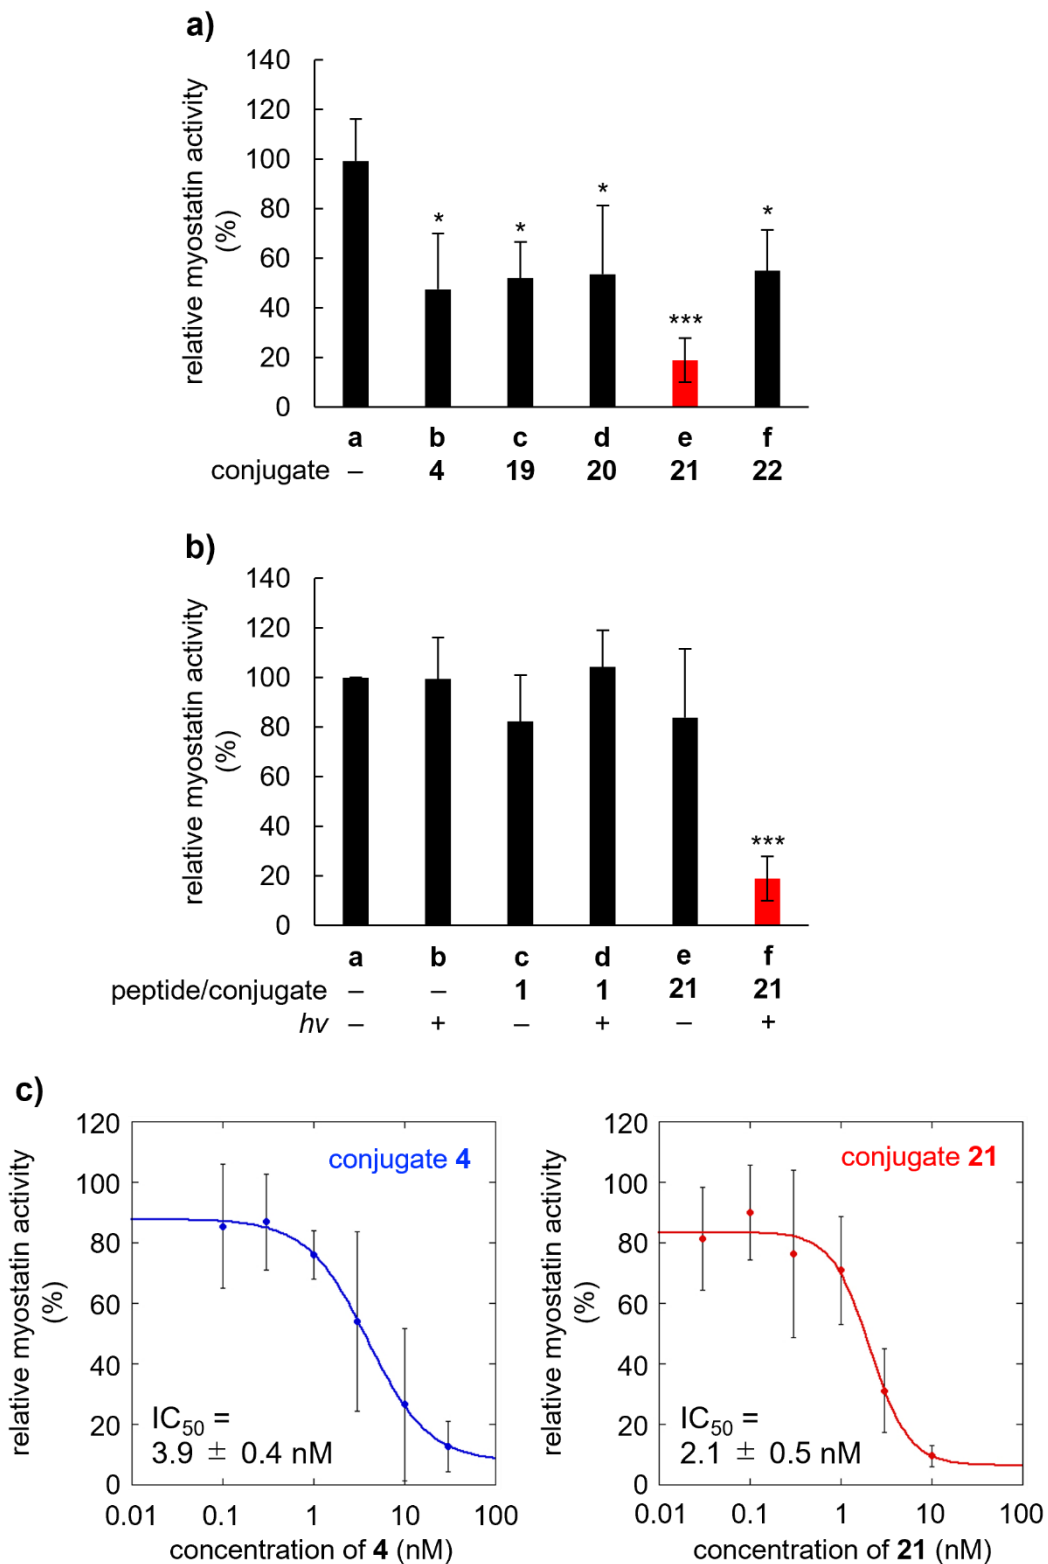 a)
relative myostatin activity
(%)
140
120
100
80
60
40
20
0
*
*
*
***
*
a b c d e f
conjugate – 4 19 20 21 22
b)
relative myostatin activity
(%)
140
120
100
80
60
40
20
0
***
a b c d e f
peptide/conjugate – – 1 1 21 21
hv – + – + – +
c)
relative myostatin activity
(%)
120
100
80
60
40
20
0
conjugate 4
IC50 =
3.9 ± 0.4 nM
0.01 0.1 1 10 100
concentration of 4 (nM)
relative myostatin activity
(%)
120
100
80
60
40
20
0
conjugate 21
IC50 =
2.1 ± 0.5 nM
0.01 0.1 1 10 100
concentration of 21 (nM)